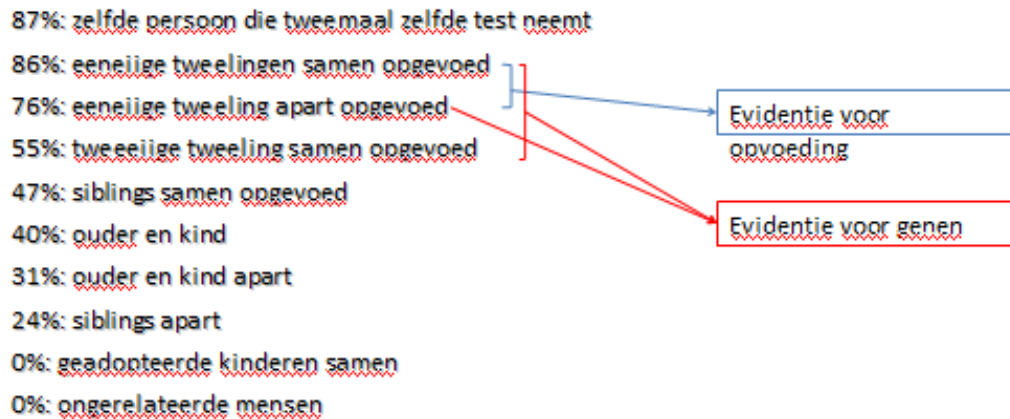 87%: zelfde persoon die tweemaal zelfde test neemt
86%: eeneiige tweelingen samen opgevoed
76%: eeneiige tweeling apart opgevoed
Evidentie voor
opvoeding
55%: tweeeiige tweeling samen opgevoed
47%: siblings samen opgevoed
Evidentie voor genen
40%: ouder en kind
31%: ouder en kind apart
24%: siblings apart
0%: geadopteerde kinderen samen
0%: ongerelateerde mensen